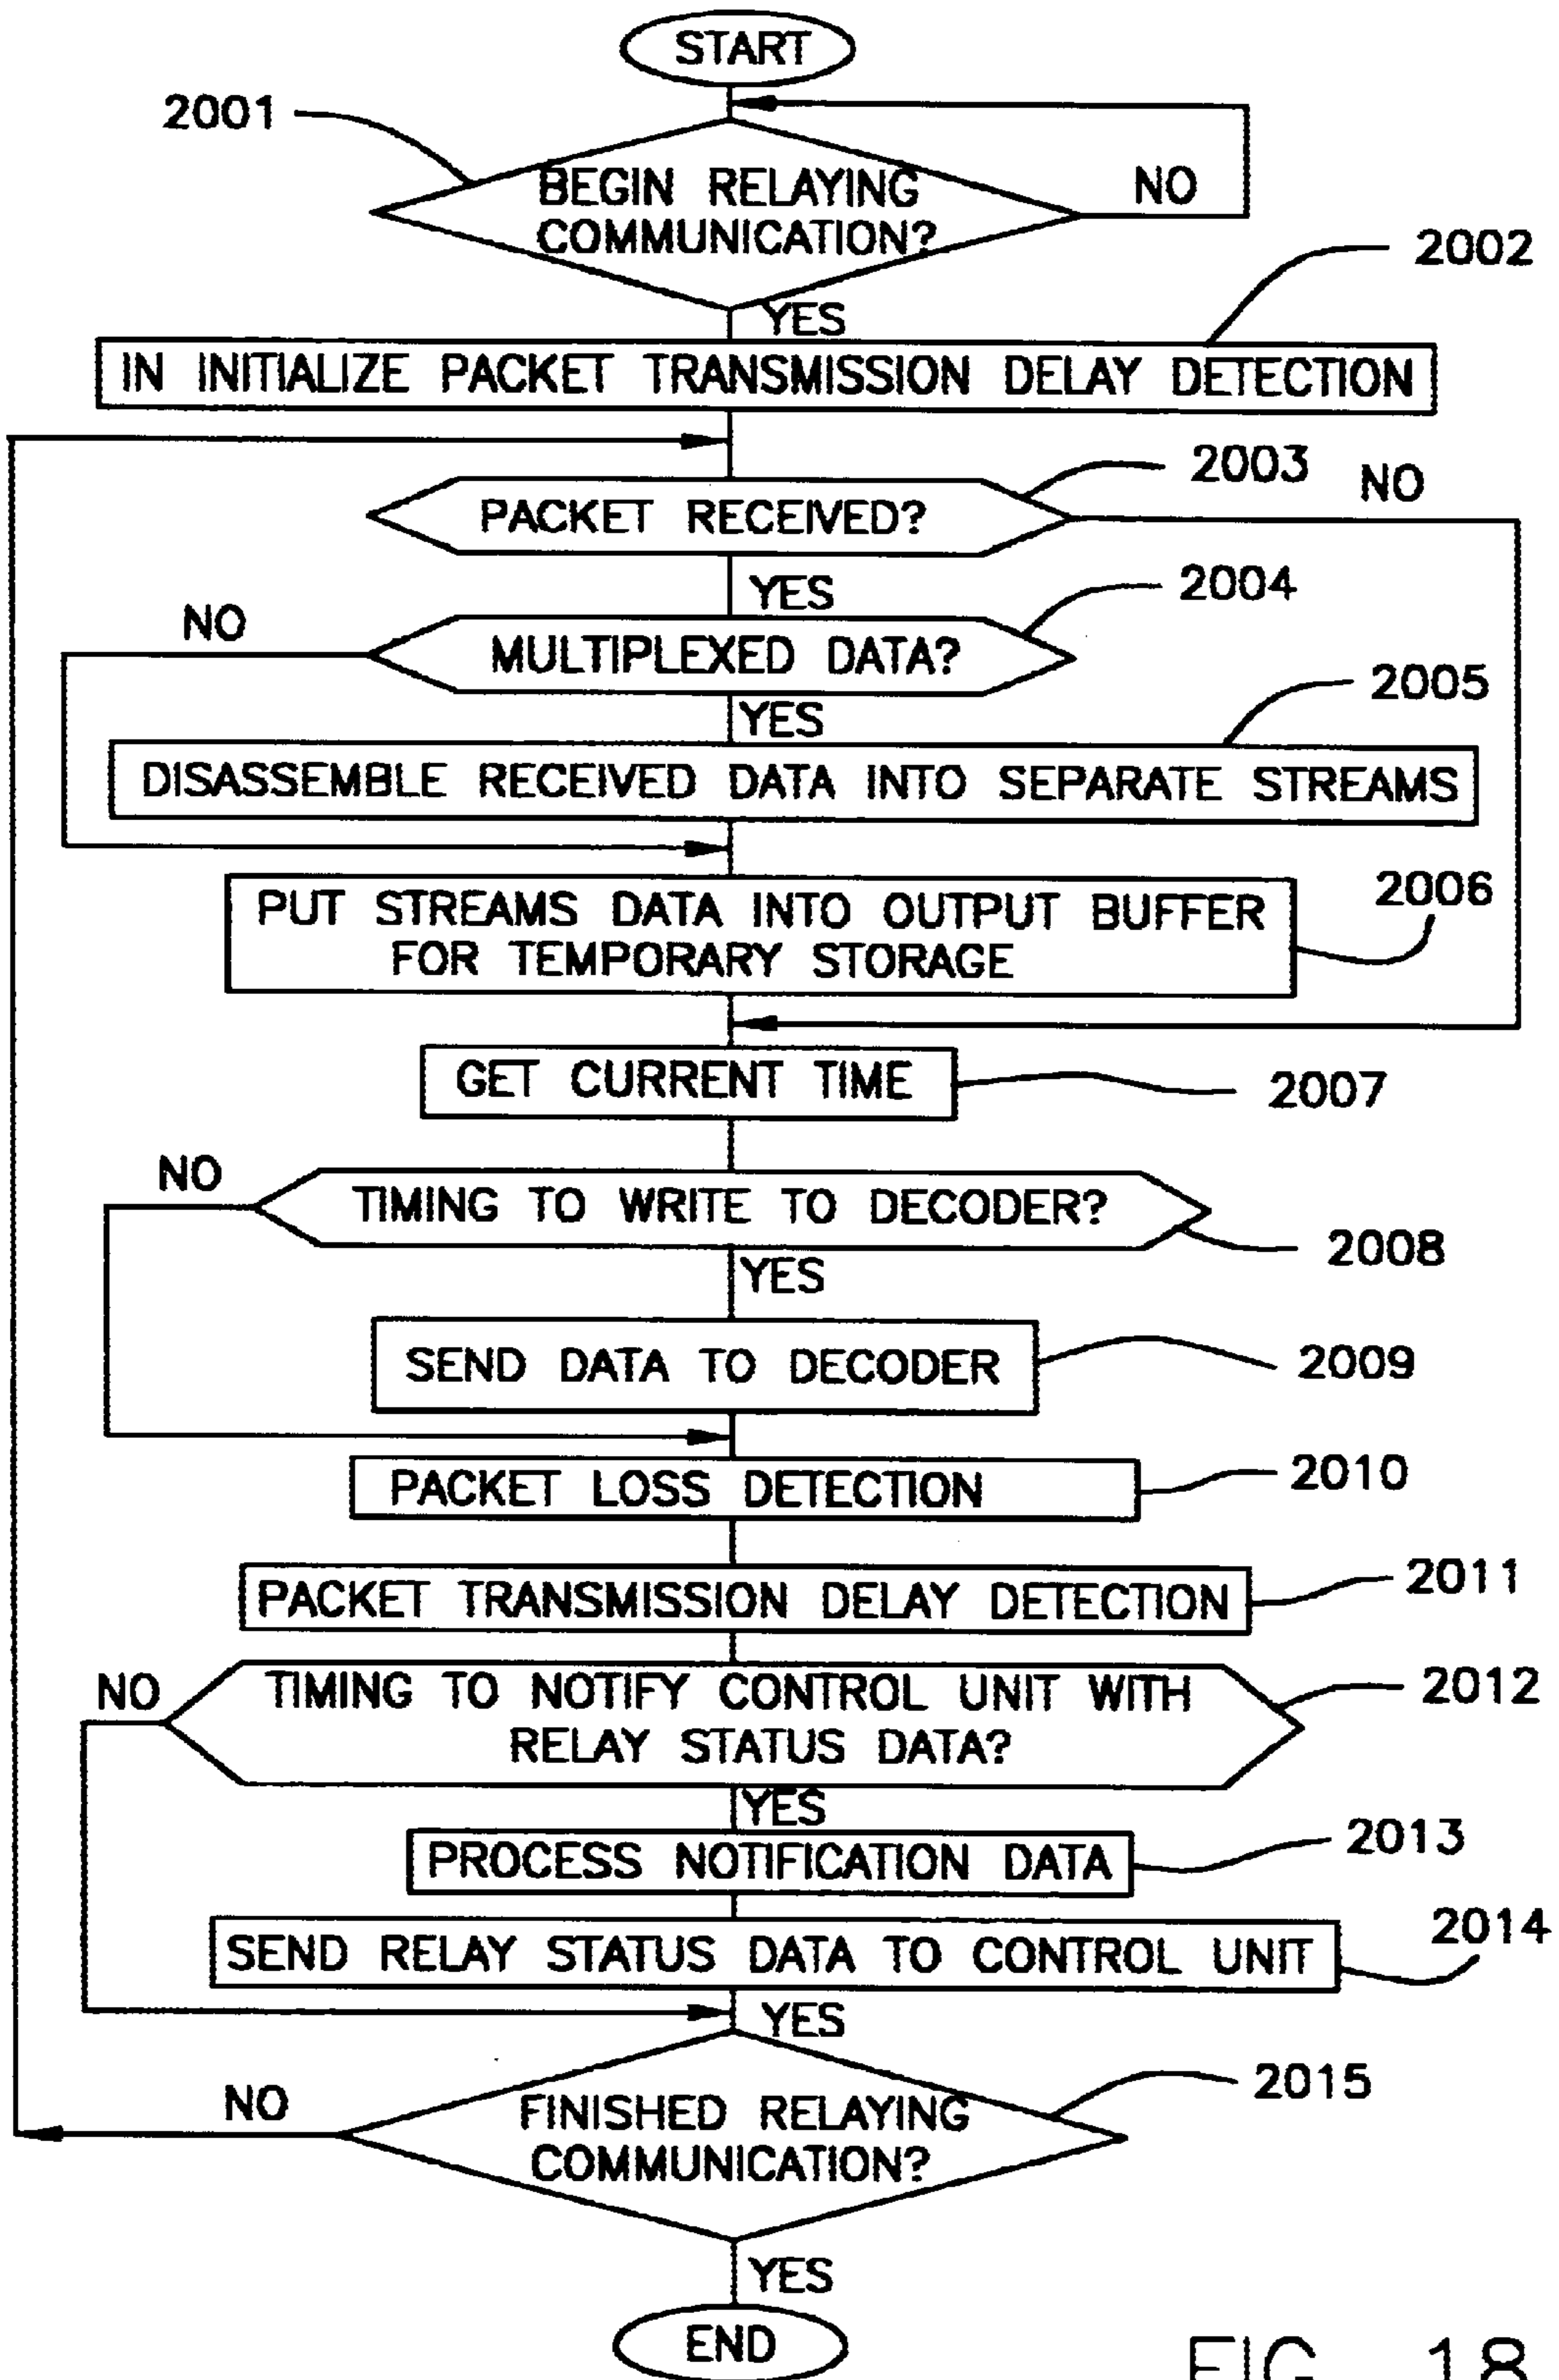 START
2001
BEGIN RELAYING
COMMUNICATION?
NO
2002
YES
IN INITIALIZE PACKET TRANSMISSION DELAY DETECTION
2003
NO
PACKET RECEIVED?
YES
2004
NO
MULTIPLEXED DATA?
2005
YES
DISASSEMBLE RECEIVED DATA INTO SEPARATE STREAMS
2006
PUT STREAMS DATA INTO OUTPUT BUFFER
FOR TEMPORARY STORAGE
GET CURRENT TIME
2007
NO
TIMING TO WRITE TO DECODER?
2008
YES
SEND DATA TO DECODER
2009
PACKET LOSS DETECTION
2010
PACKET TRANSMISSION DELAY DETECTION
2011
NO
TIMING TO NOTIFY CONTROL UNIT WITH
RELAY STATUS DATA?
2012
YES
PROCESS NOTIFICATION DATA
2013
SEND RELAY STATUS DATA TO CONTROL UNIT
2014
YES
NO
FINISHED RELAYING
COMMUNICATION?
2015
YES
END
FIG. 18